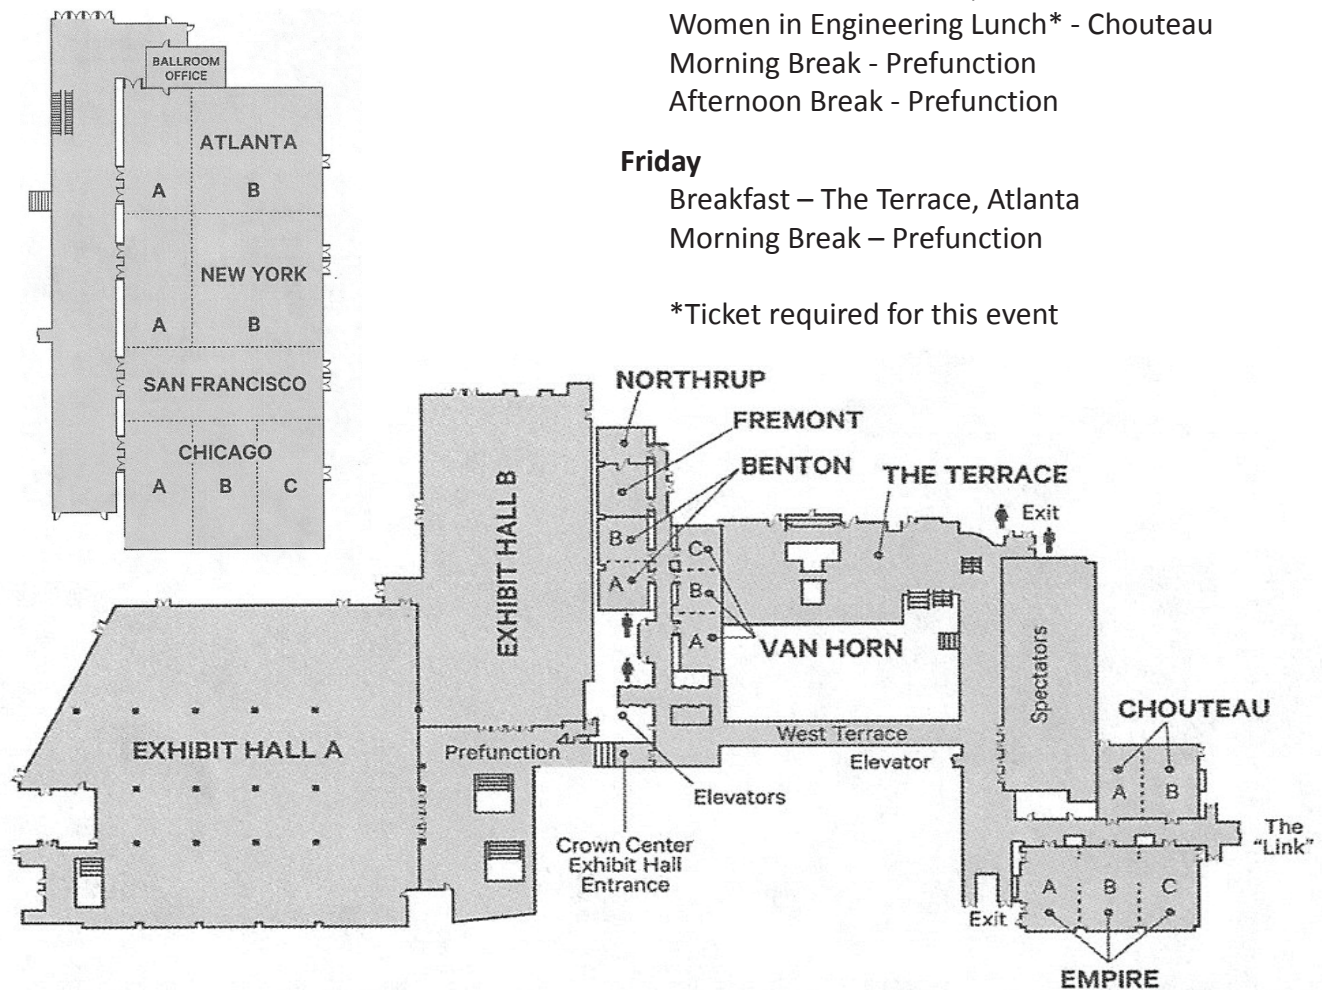 Women in Engineering Lunch* - Chouteau
Morning Break - Prefunction
Afternoon Break - Prefunction
Friday
Breakfast – The Terrace, Atlanta
Morning Break – Prefunction
*Ticket required for this event
BALLROOM
OFFICE
ATLANTA
A B
NEW YORK
A B
SAN FRANCISCO
CHICAGO
A B C
NORTHRUP
FREMONT
BENTON
THE TERRACE
Exit
EXHIBIT HALL B
B
A
C
B
A
VAN HORN
Spectators
CHOUTEAU
A B
EXHIBIT HALL A
Prefunction
West Terrace
Elevator
Elevators
Crown Center
Exhibit Hall
Entrance
The
"Link"
A B C
Exit
EMPIRE